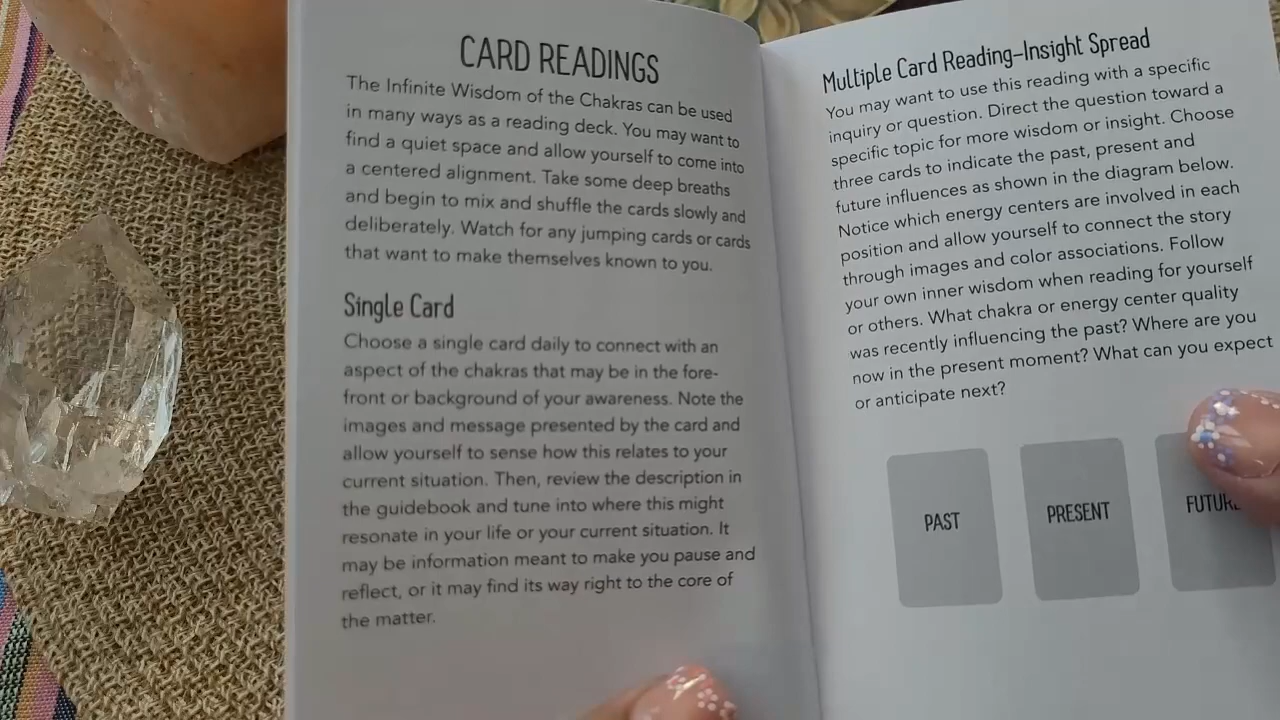 CARD READINGS
The Infinite Wisdom of the Chakras can be used
in many ways as a reading deck. You may want to
find a quiet space and allow yourself to come into
a centered alignment. Take some deep breaths
and begin to mix and shuffle the cards slowly and
deliberately. Watch for any jumping cards or cards
that want to make themselves known to you.
Single Card
Choose a single card daily to connect with an
aspect of the chakras that may be in the fore-
front or background of your awareness. Note the
images and message presented by the card and
allow yourself to sense how this relates to your
current situation. Then, review the description in
the guidebook and tune into where this might
resonate in your life or your current situation. It
may be information meant to make you pause and
reflect, or it may find its way right to the core of
the matter.
Multiple Card Reading–Insight Spread
You may want to use this reading with a specific
inquiry or question. Direct the question toward a
specific topic for more wisdom or insight. Choose
three cards to indicate the past, present and
future influences as shown in the diagram below.
Notice which energy centers are involved in each
position and allow yourself to connect the story
through images and color associations. Follow
your own inner wisdom when reading for yourself
or others. What chakra or energy center quality
was recently influencing the past? Where are you
now in the present moment? What can you expect
or anticipate next?
PAST
PRESENT
FUTURE